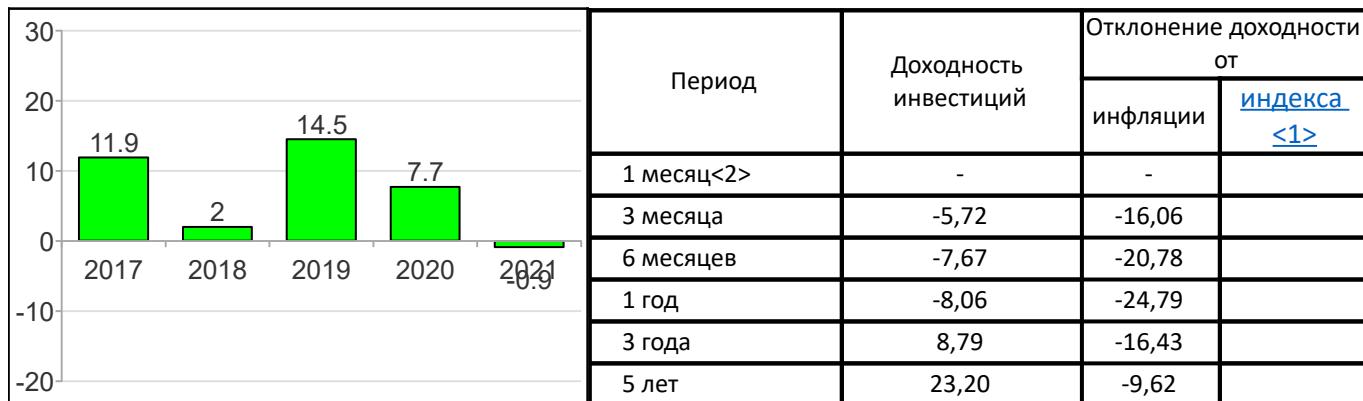 30
20
10
0
-10
-20
11.9
2
14.5
7.7
-0.9
2017 2018 2019 2020 2021
Период
Доходность
инвестиций
Отклонение доходности
от
инфляции
индекса
<1>
1 месяц<2> - -
3 месяца -5,72 -16,06
6 месяцев -7,67 -20,78
1 год -8,06 -24,79
3 года 8,79 -16,43
5 лет 23,20 -9,62